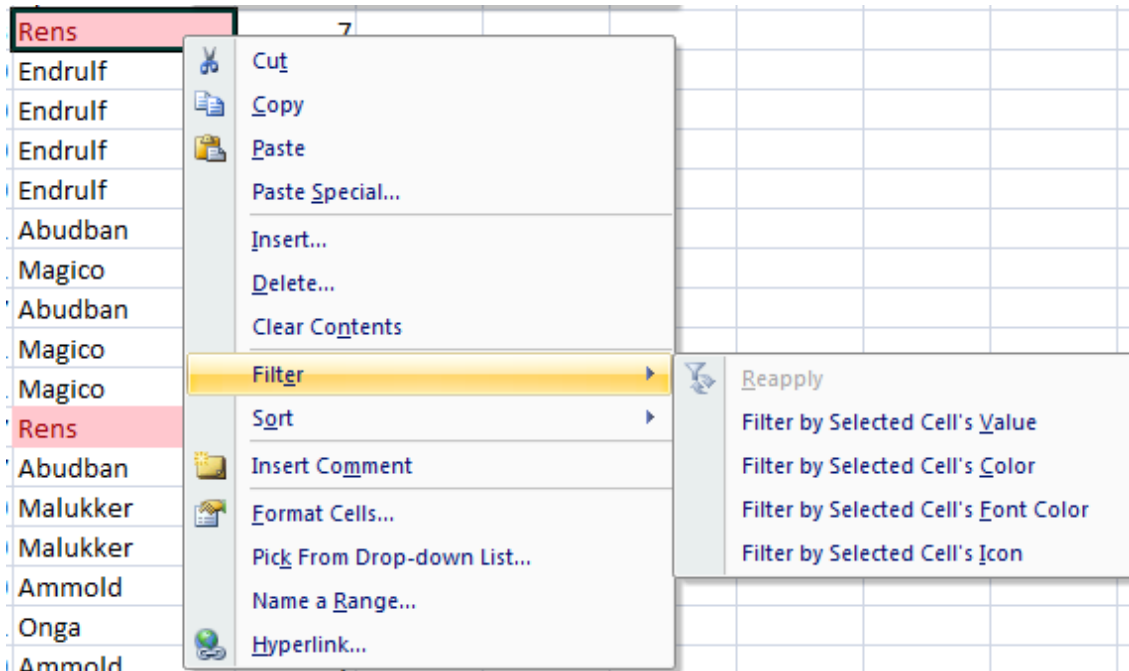 Rens 7
Endrulf
Endrulf
Endrulf
Endrulf
Abudban
Magico
Abudban
Magico
Magico
Rens
Abudban
Malukker
Malukker
Ammold
Onga
Ammold
Cut
Copy
Paste
Paste Special...
Insert...
Delete...
Clear Contents
Filter
Sort
Insert Comment
Format Cells...
Pick From Drop-down List...
Name a Range...
Hyperlink...
Reapply
Filter by Selected Cell's Value
Filter by Selected Cell's Color
Filter by Selected Cell's Font Color
Filter by Selected Cell's Icon